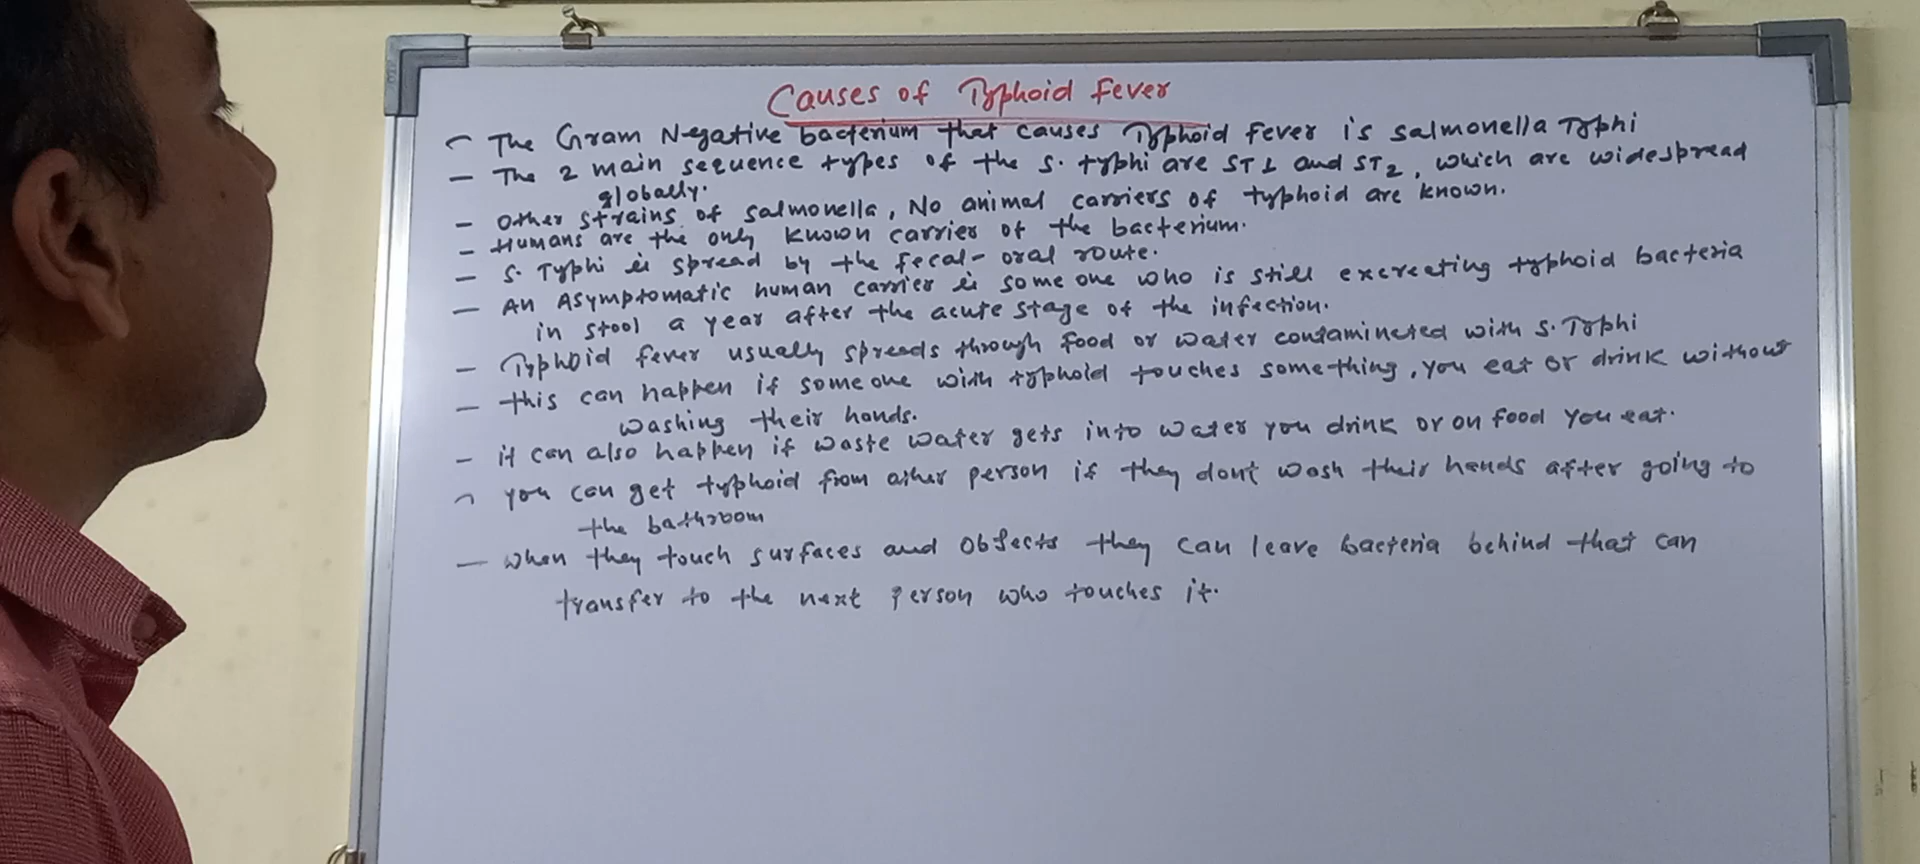 Causes of Typhoid Fever
- The Gram Negative bacterium that causes Typhoid Fever is Salmonella Typhi
- The 2 main sequence types of the S. typhi are ST1 and ST2, which are widespread
globally.
- Other strains of salmonella, No animal carriers of typhoid are known.
- Humans are the only known carrier of the bacterium.
- S. Typhi is spread by the fecal-oral route.
- An Asymptomatic human carrier is some one who is still excreating typhoid bacteria
in stool a year after the acute stage of the infection.
- Typhoid fever usually spreads through food or water contaminated with S. Typhi
- This can happen if someone with typhoid touches something, you eat or drink without
washing their hands.
- it can also happen if waste water gets into water you drink or on food you eat.
- you can get typhoid from other person if they dont wash their hands after going to
the bathroom
- when they touch surfaces and objects they can leave bacteria behind that can
transfer to the next person who touches it.